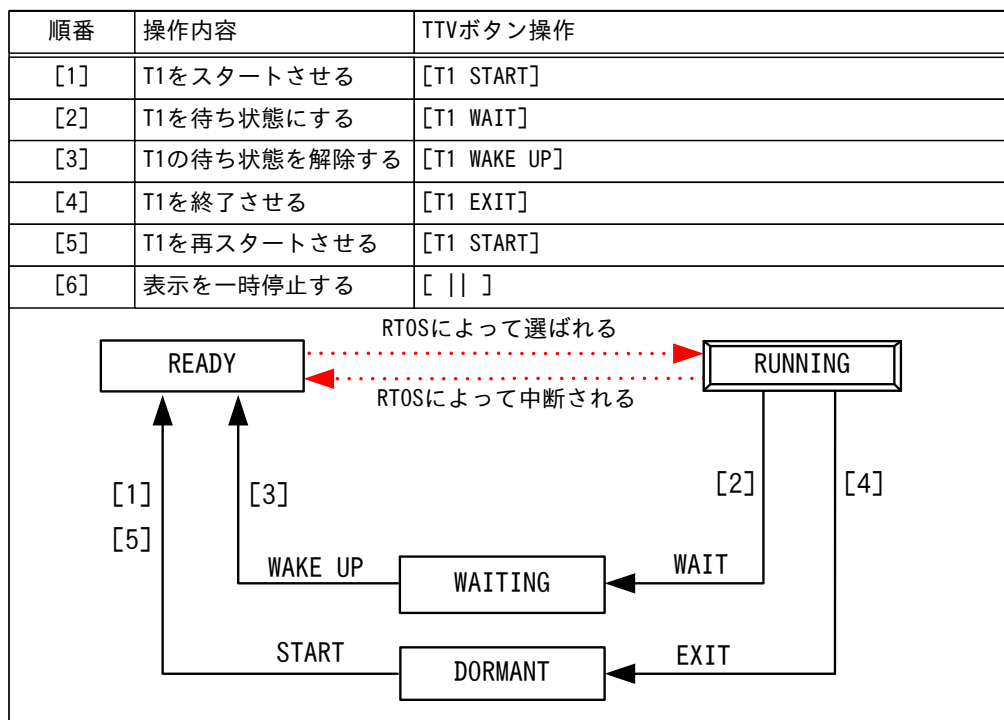 順番 操作内容 TTVボタン操作
[1] T1をスタートさせる [T1 START]
[2] T1を待ち状態にする [T1 WAIT]
[3] T1の待ち状態を解除する [T1 WAKE UP]
[4] T1を終了させる [T1 EXIT]
[5] T1を再スタートさせる [T1 START]
[6] 表示を一時停止する [ || ]
RTOSによって選ばれる
READY
RUNNING
RTOSによって中断される
[1]
[3]
[2]
[4]
[5]
WAKE UP
WAITING
WAIT
START
DORMANT
EXIT